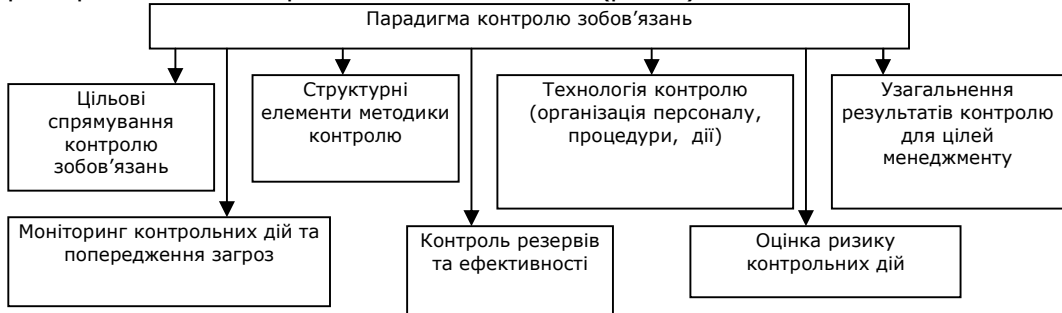 Парадигма контролю зобов’язань
Цільові
спрямування
контролю
зобов’язань
Структурні
елементи методики
контролю
Технологія контролю
(організація персоналу,
процедури, дії)
Узагальнення
результатів контролю
для цілей
менеджменту
Моніторинг контрольних дій та
попередження загроз
Контроль резервів
та ефективності
Оцінка ризику
контрольних дій